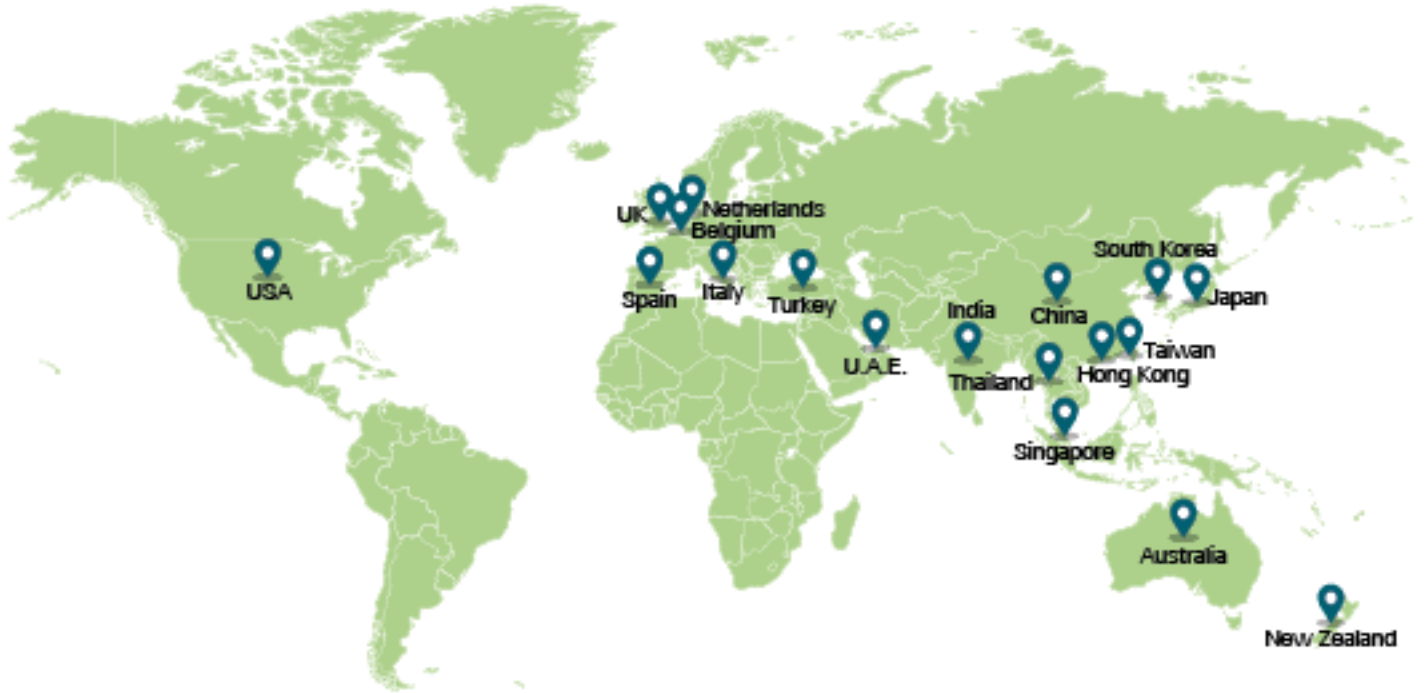 UK
Netherlands
Belgium
South Korea
USA
Spain
Italy
Turkey
India
China
Japan
U.A.E.
Thailand
Taiwan
Hong Kong
Singapore
Australia
New Zealand